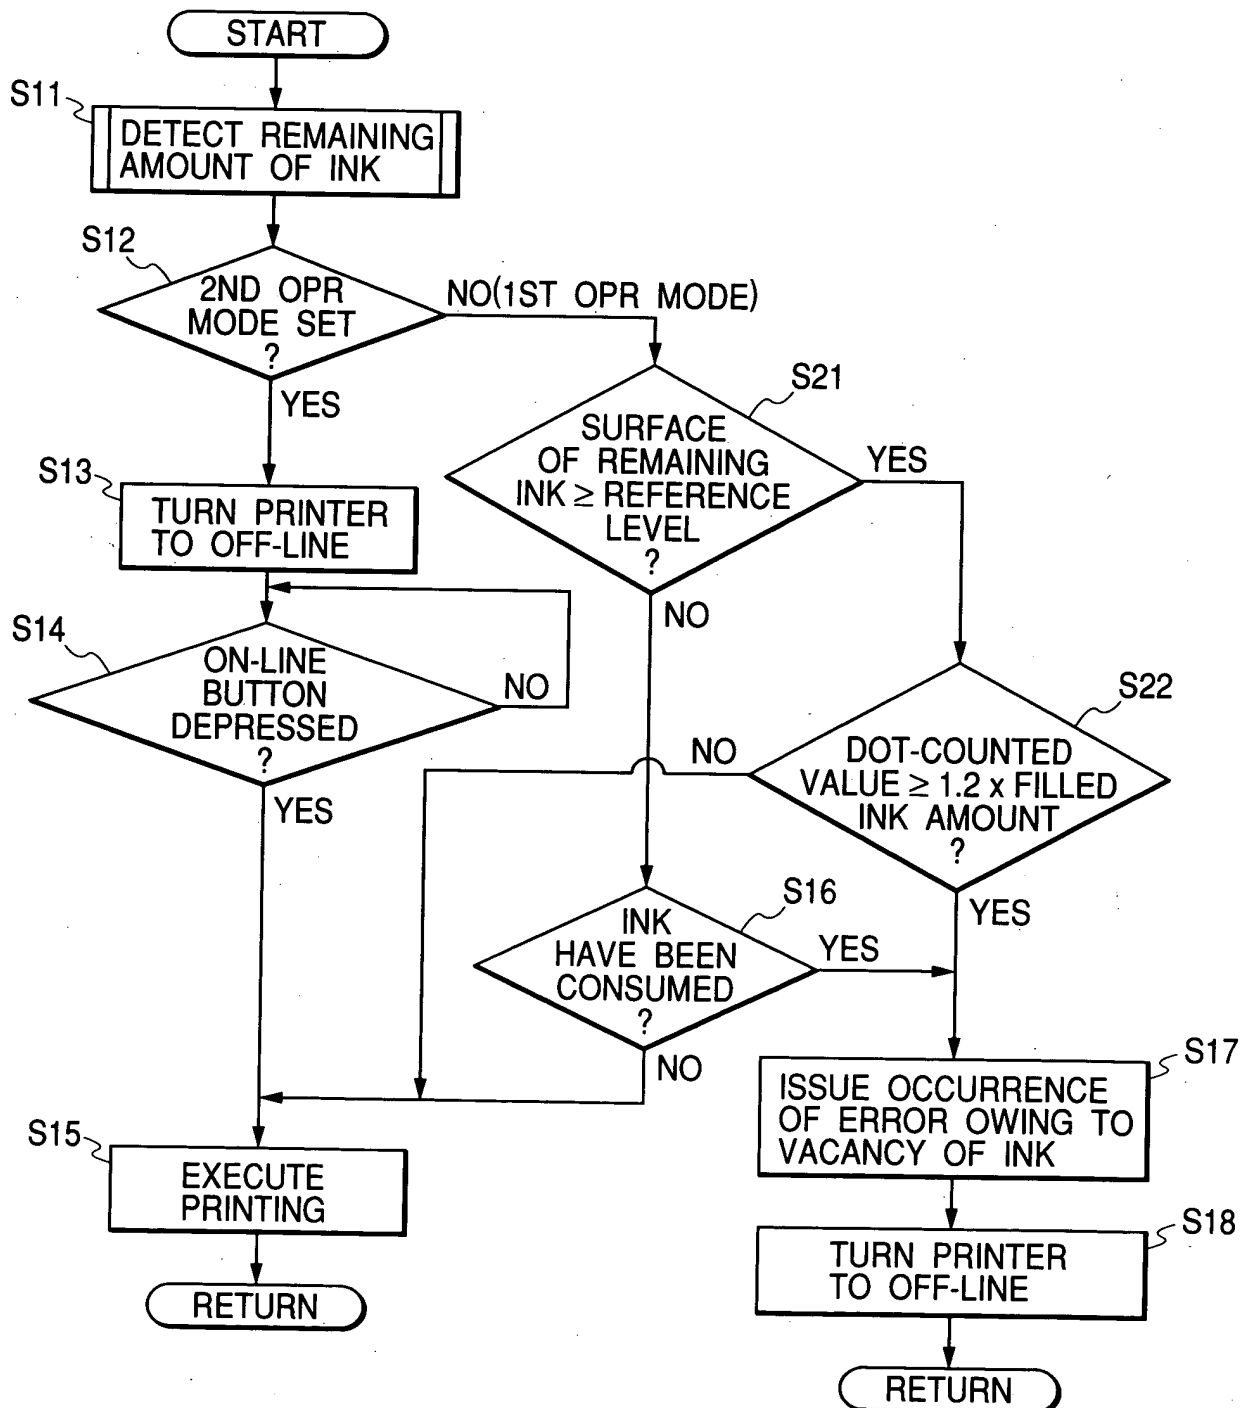 START
S11
DETECT REMAINING
AMOUNT OF INK
S12
2ND OPR
MODE SET
?
NO(1ST OPR MODE)
YES
S21
SURFACE
OF REMAINING
INK ≥ REFERENCE
LEVEL
?
YES
NO
S13
TURN PRINTER
TO OFF-LINE
S14
ON-LINE
BUTTON
DEPRESSED
?
NO
YES
S22
DOT-COUNTED
VALUE ≥ 1.2 x FILLED
INK AMOUNT
?
NO
YES
S16
INK
HAVE BEEN
CONSUMED
?
YES
NO
S17
ISSUE OCCURRENCE
OF ERROR OWING TO
VACANCY OF INK
S15
EXECUTE
PRINTING
S18
TURN PRINTER
TO OFF-LINE
RETURN
RETURN